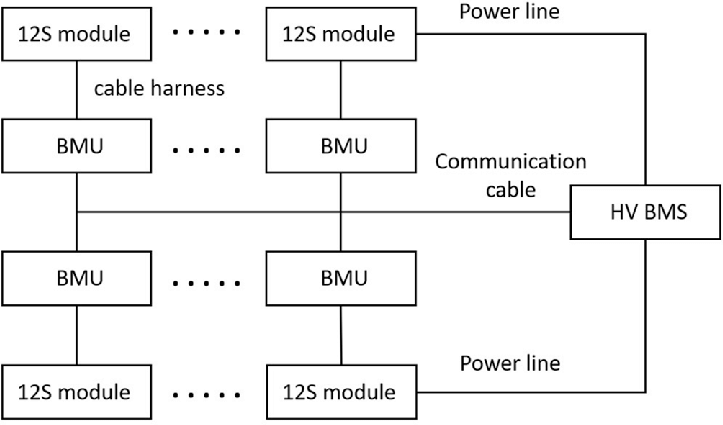 Power line
12S module
12S module
cable harness
BMU
BMU
Communication
cable
HV BMS
BMU
BMU
Power line
12S module
12S module